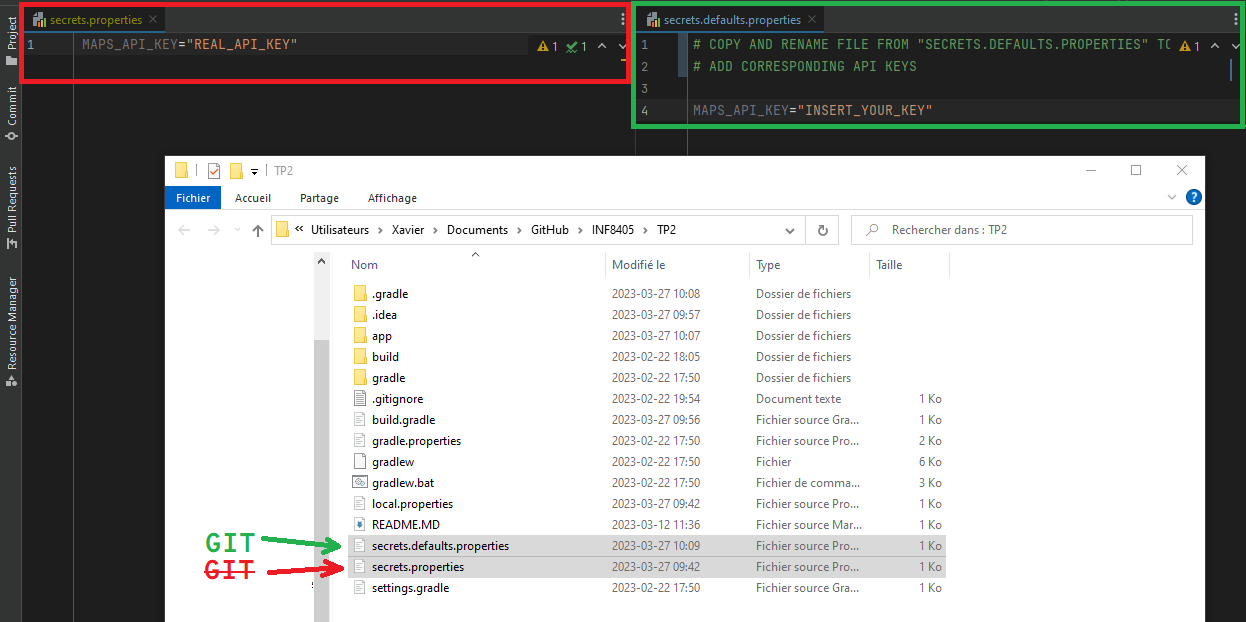 secrets.properties
secrets.defaults.properties
Project
Commit
Pull Requests
Resource Manager
1 MAPS_API_KEY="REAL_API_KEY"
1 1
1 # COPY AND RENAME FILE FROM "SECRETS.DEFAULTS.PROPERTIES" TO
1
2 # ADD CORRESPONDING API KEYS
3
4 MAPS_API_KEY="INSERT_YOUR_KEY"
TP2
Fichier Accueil Partage Affichage
« Utilisateurs > Xavier > Documents > GitHub > INF8405 > TP2
Rechercher dans : TP2
Nom Modifié le Type Taille
.gradle 2023-03-27 10:08 Dossier de fichiers
.idea 2023-03-27 09:57 Dossier de fichiers
app 2023-03-27 10:07 Dossier de fichiers
build 2023-02-22 18:05 Dossier de fichiers
gradle 2023-02-22 17:50 Dossier de fichiers
.gitignore 2023-02-22 19:54 Document texte 1 Ko
build.gradle 2023-03-27 09:56 Fichier source Gra... 1 Ko
gradle.properties 2023-02-22 17:50 Fichier source Pro... 2 Ko
gradlew 2023-02-22 17:50 Fichier 6 Ko
gradlew.bat 2023-02-22 17:50 Fichier de comma... 3 Ko
local.properties 2023-03-27 09:42 Fichier source Pro... 1 Ko
README.MD 2023-03-12 11:36 Fichier source Mar... 1 Ko
GIT
secrets.defaults.properties 2023-03-27 10:09 Fichier source Pro... 1 Ko
GIT
secrets.properties 2023-03-27 09:42 Fichier source Pro... 1 Ko
settings.gradle 2023-02-22 17:50 Fichier source Gra... 1 Ko